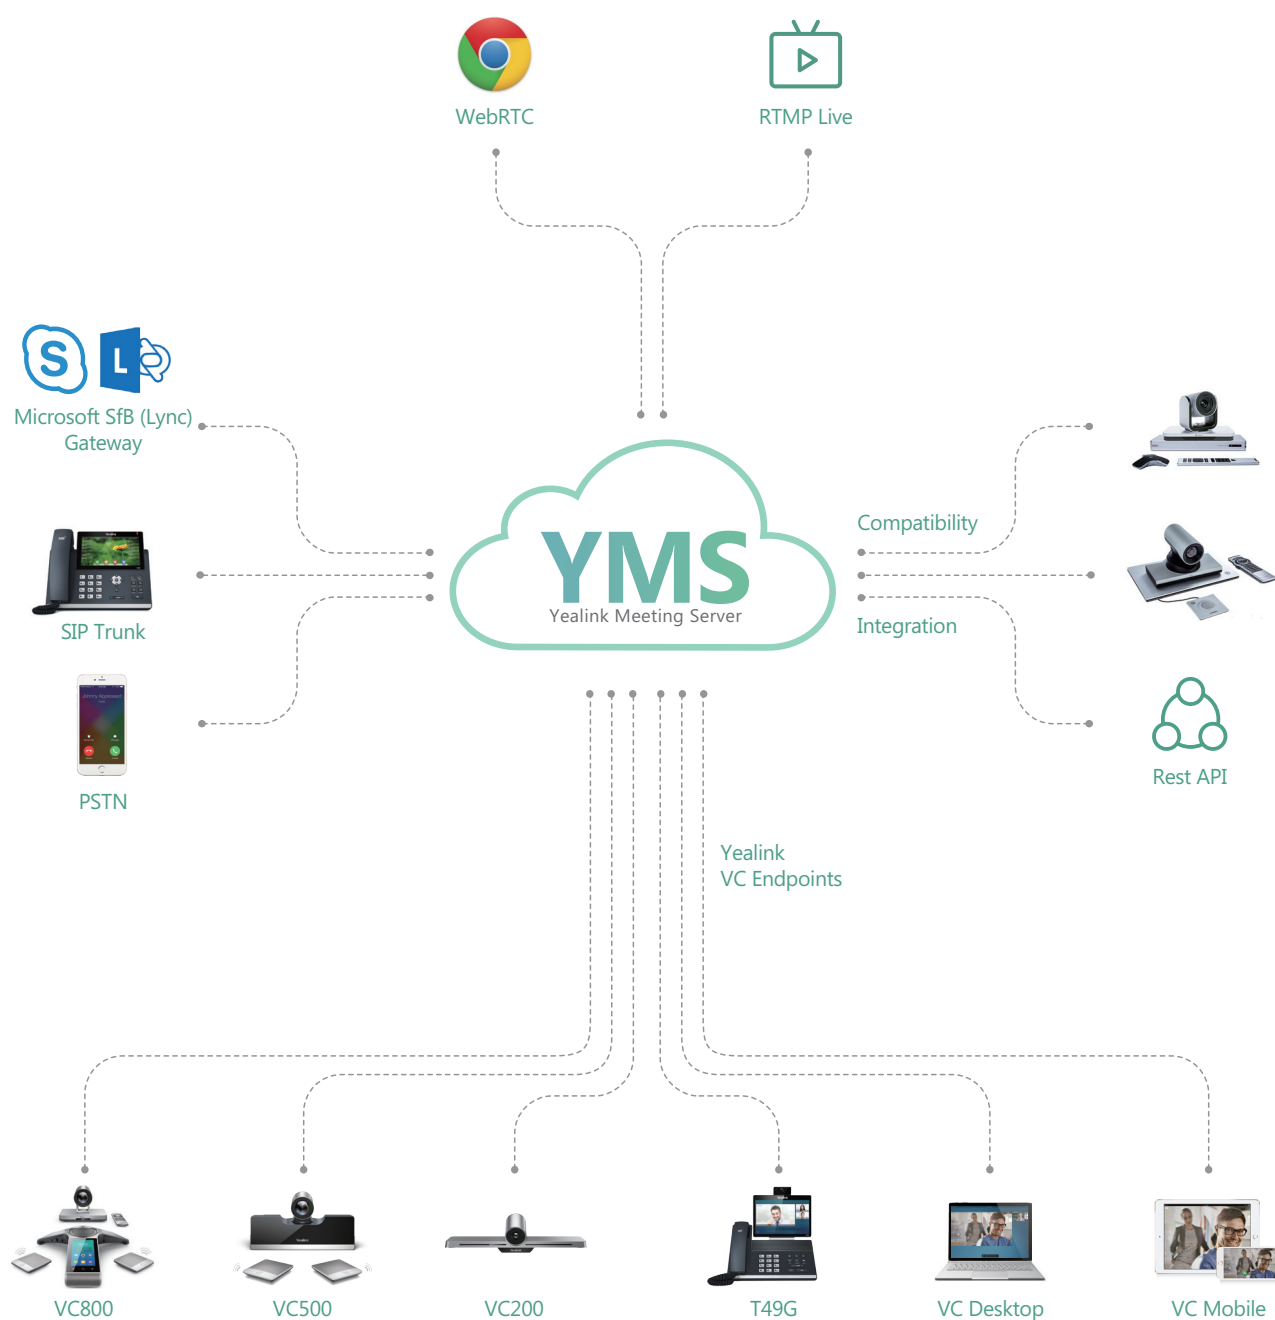 WebRTC
RTMP Live
Microsoft SfB (Lync)
Gateway
SIP Trunk
PSTN
YMS
Yealink Meeting Server
Compatibility
Integration
Rest API
Yealink
VC Endpoints
VC800
VC500
VC200
T49G
VC Desktop
VC Mobile